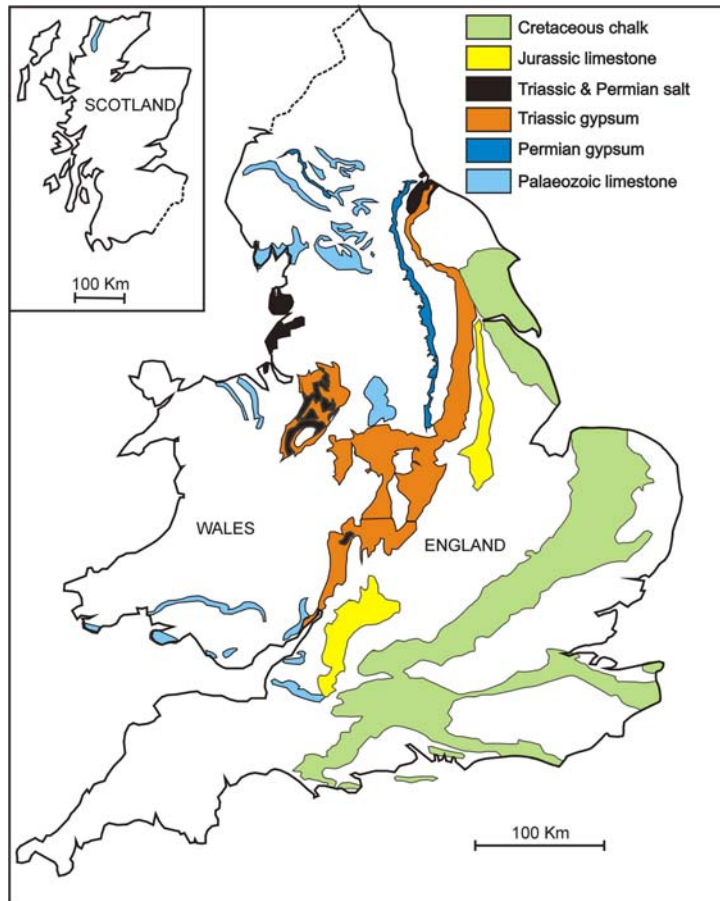 Cretaceous chalk
Jurassic limestone
Triassic & Permian salt
Triassic gypsum
Permian gypsum
Palaeozoic limestone
SCOTLAND
100 Km
WALES
ENGLAND
100 Km